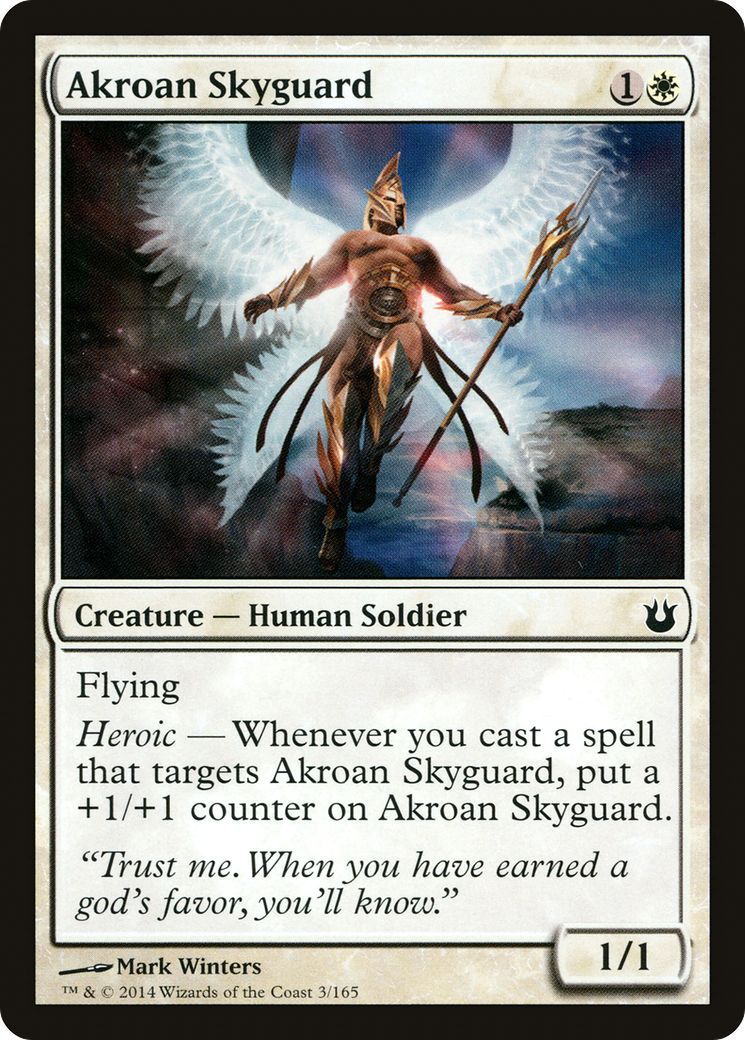 Akroan Skyguard 1
Creature — Human Soldier
Flying
Heroic — Whenever you cast a spell
that targets Akroan Skyguard, put a
+1/+1 counter on Akroan Skyguard.
“Trust me. When you have earned a
god’s favor, you’ll know.”
1/1
Mark Winters
™ & © 2014 Wizards of the Coast 3/165